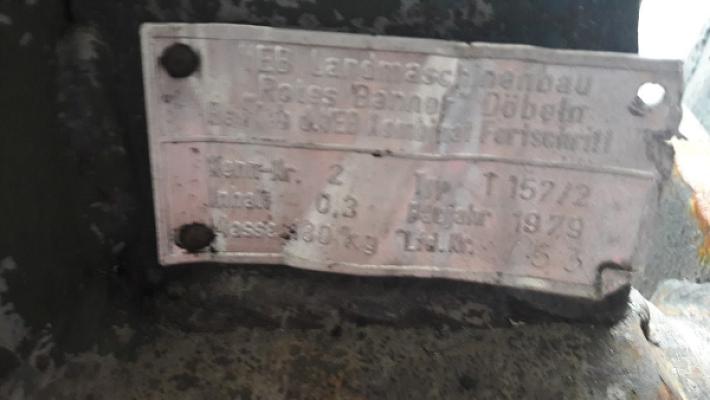 VEB Landmaschinenbau
"Rotes Banner" Döbeln
Betrieb d. VEB Kombinat Fortschritt
Kenn-Nr. 2 Typ T 157/2
Inhalt 0,3 Baujahr 1979
Masse kg Lfd.Nr.